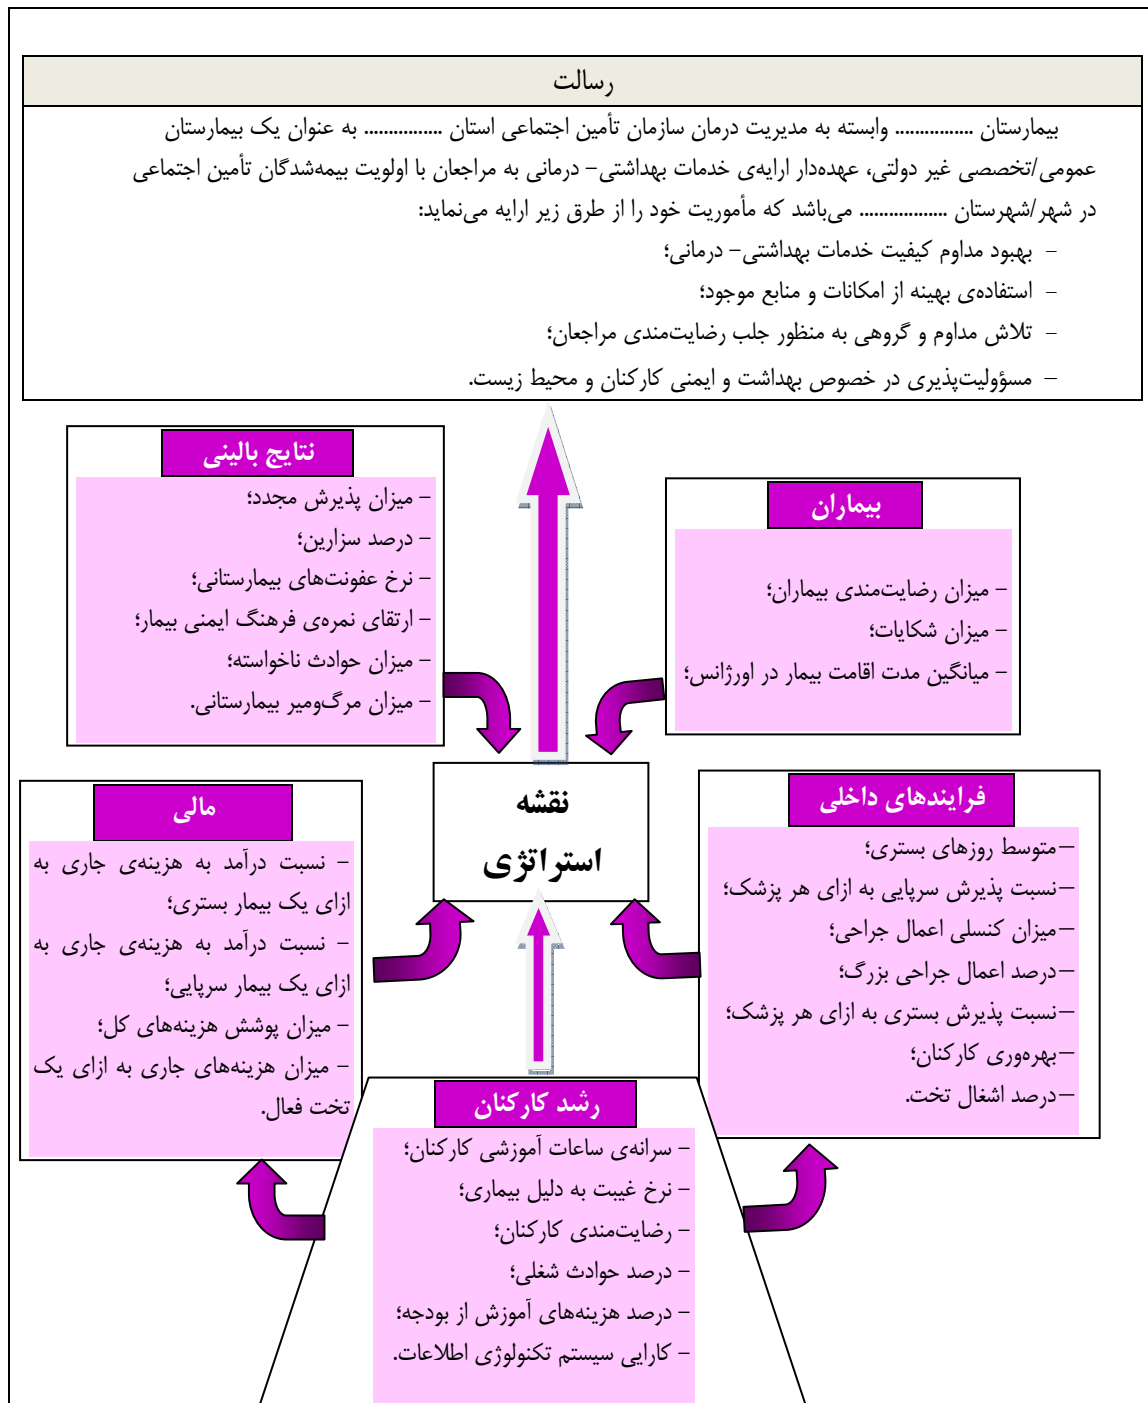 رسالت
بیمارستان ................ وابسته به مدیریت درمان سازمان تأمین اجتماعی استان ................ به عنوان یک بیمارستان
عمومی/تخصصی غیر دولتی، عهده‌دار ارایه‌ی خدمات بهداشتی- درمانی به مراجعان با اولویت بیمه‌شدگان تأمین اجتماعی
در شهر/شهرستان .................. می‌باشد که مأموریت خود را از طرق زیر ارایه می‌نماید:
- بهبود مداوم کیفیت خدمات بهداشتی- درمانی؛
- استفاده‌ی بهینه از امکانات و منابع موجود؛
- تلاش مداوم و گروهی به منظور جلب رضایت‌مندی مراجعان؛
- مسؤولیت‌پذیری در خصوص بهداشت و ایمنی کارکنان و محیط زیست.
بیماران
- میزان رضایت‌مندی بیماران؛
- میزان شکایات؛
- میانگین مدت اقامت بیمار در اورژانس؛
نتایج بالینی
- میزان پذیرش مجدد؛
- درصد سزارین؛
- نرخ عفونت‌های بیمارستانی؛
- ارتقای نمره‌ی فرهنگ ایمنی بیمار؛
- میزان حوادث ناخواسته؛
- میزان مرگ‌ومیر بیمارستانی.
نقشه
استراتژی
فرایندهای داخلی
-متوسط روزهای بستری؛
-نسبت پذیرش سرپایی به ازای هر پزشک؛
-میزان کنسلی اعمال جراحی؛
-درصد اعمال جراحی بزرگ؛
-نسبت پذیرش بستری به ازای هر پزشک؛
-بهره‌وری کارکنان؛
-درصد اشغال تخت.
مالی
- نسبت درآمد به هزینه‌ی جاری به
ازای یک بیمار بستری؛
- نسبت درآمد به هزینه‌ی جاری به
ازای یک بیمار سرپایی؛
- میزان پوشش هزینه‌های کل؛
- میزان هزینه‌های جاری به ازای یک
تخت فعال.
رشد کارکنان
- سرانه‌ی ساعات آموزشی کارکنان؛
- نرخ غیبت به دلیل بیماری؛
- رضایت‌مندی کارکنان؛
- درصد حوادث شغلی؛
- درصد هزینه‌های آموزش از بودجه؛
- کارایی سیستم تکنولوژی اطلاعات.